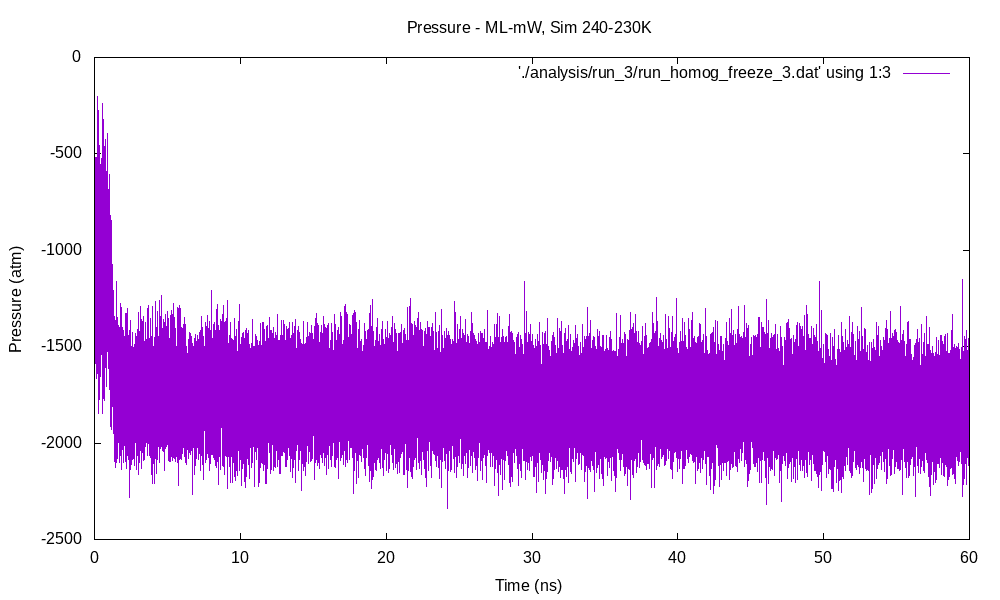 Pressure - ML-mW, Sim 240-230K
'./analysis/run_3/run_homog_freeze_3.dat' using 1:3
Pressure (atm)
0
-500
-1000
-1500
-2000
-2500
0 10 20 30 40 50 60
Time (ns)